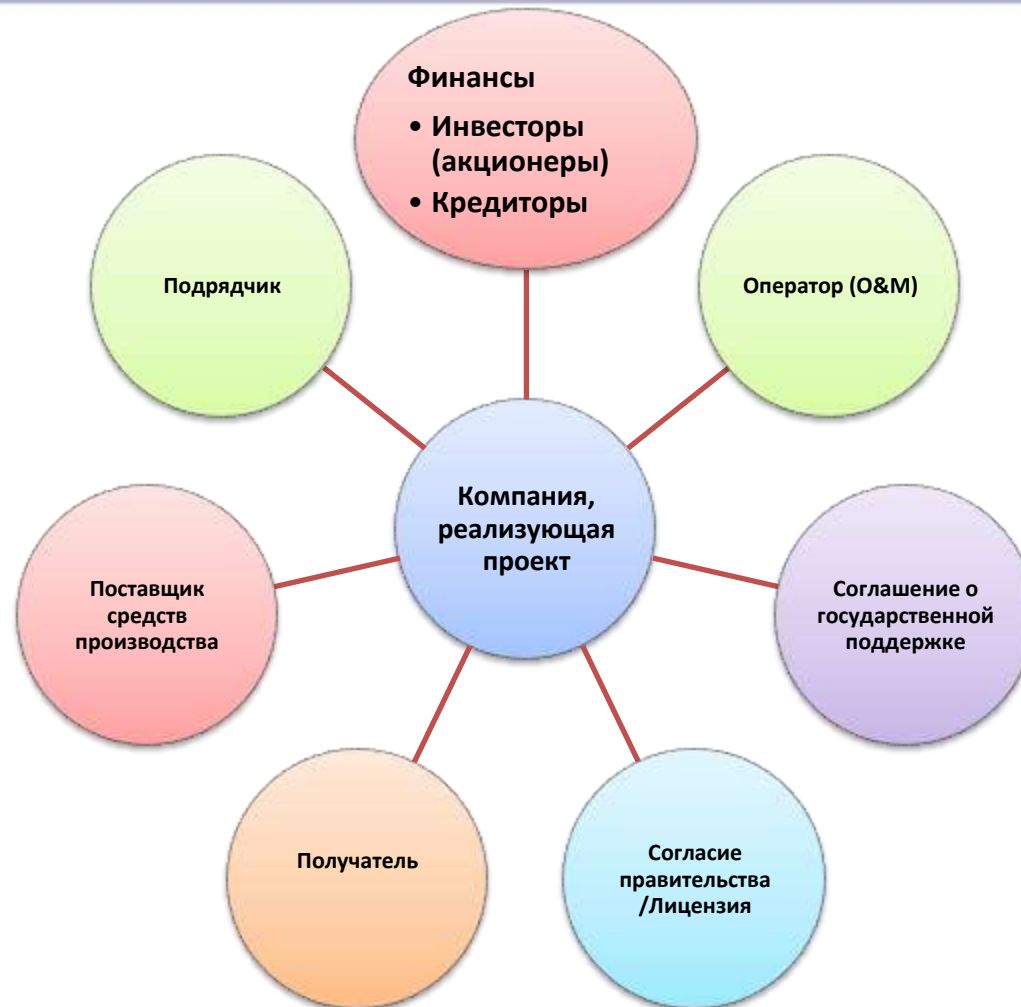 Финансы
• Инвесторы
(акционеры)
• Кредиторы
Подрядчик
Оператор (O&M)
Компания,
реализующая
проект
Поставщик
средств
производства
Соглашение о
государственной
поддержке
Получатель
Согласие
правительства
/Лицензия